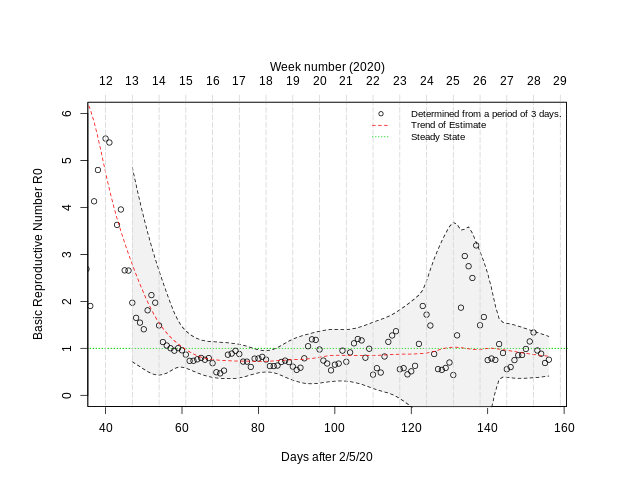 Week number (2020)
12 13 14 15 16 17 18 19 20 21 22 23 24 25 26 27 28 29
Determined from a period of 3 days.
Trend of Estimate
Steady State
Basic Reproductive Number R0
6
5
4
3
2
1
0
40 60 80 100 120 140 160
Days after 2/5/20